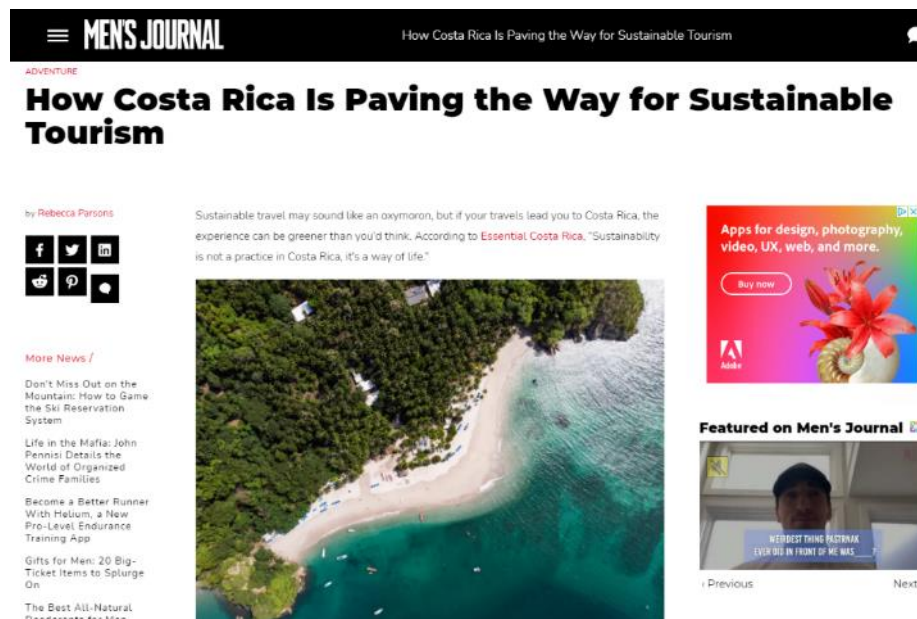 MEN'S JOURNAL
How Costa Rica Is Paving the Way for Sustainable Tourism
ADVENTURE
How Costa Rica Is Paving the Way for Sustainable
Tourism
by Rebecca Parsons
Sustainable travel may sound like an oxymoron, but if your travels lead you to Costa Rica, the
experience can be greener than you'd think. According to Essential Costa Rica, "Sustainability
is not a practice in Costa Rica, it's a way of life."
More News /
Don't Miss Out on the
Mountain: How to Game
the Ski Reservation
System
Life in the Mafia: John
Pennisi Details the
World of Organized
Crime Families
Become a Better Runner
With Helium, a New
Pro-Level Endurance
Training App
Gifts for Men: 20 Big-
Ticket Items to Splurge
On
The Best All-Natural
Apps for design, photography,
video, UX, web, and more.
Buy now
Adobe
Featured on Men's Journal
WEIRDEST THING PASTRNAK
EVER DID IN FRONT OF ME WAS____?
‹ Previous
Next